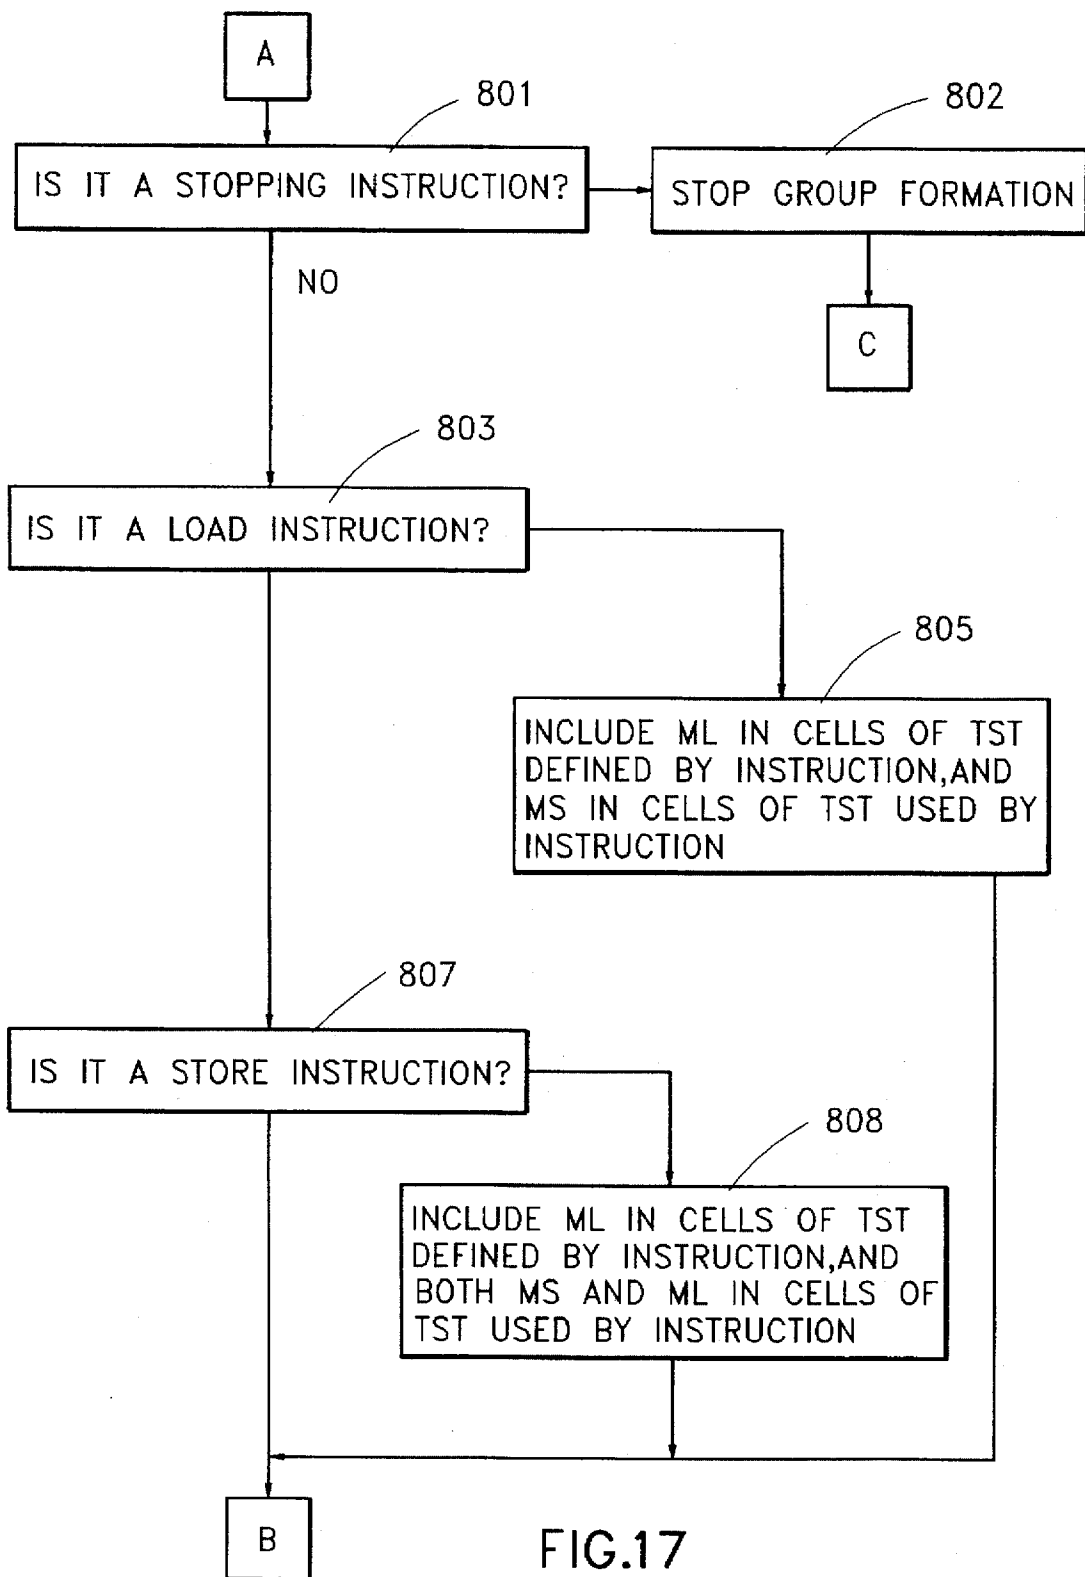 A
801
802
IS IT A STOPPING INSTRUCTION?
STOP GROUP FORMATION
NO
C
803
IS IT A LOAD INSTRUCTION?
805
INCLUDE ML IN CELLS OF TST
DEFINED BY INSTRUCTION,AND
MS IN CELLS OF TST USED BY
INSTRUCTION
807
IS IT A STORE INSTRUCTION?
808
INCLUDE ML IN CELLS OF TST
DEFINED BY INSTRUCTION,AND
BOTH MS AND ML IN CELLS OF
TST USED BY INSTRUCTION
B
FIG.17